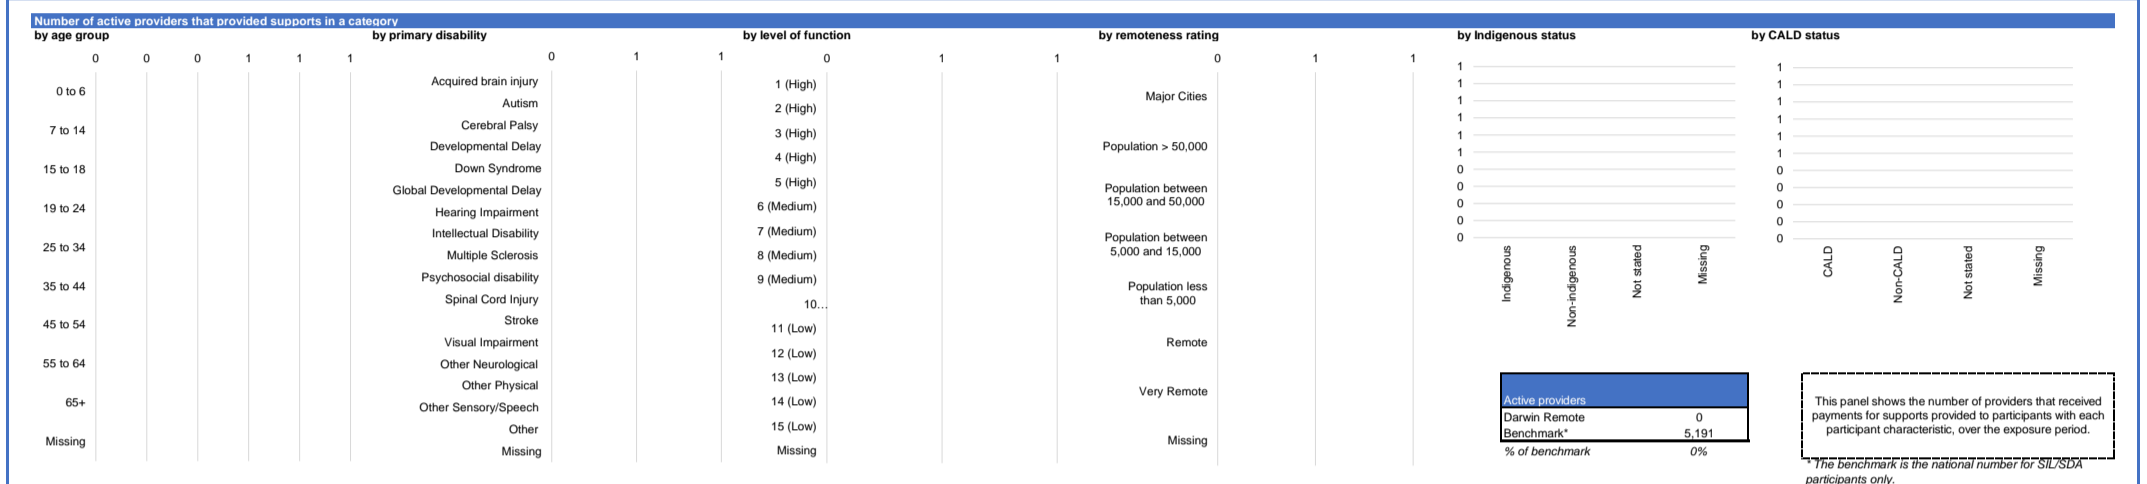 Number of active providers that provided supports in a category
by age group
0 0 0 1 1 1
0 to 6
7 to 14
15 to 18
19 to 24
25 to 34
35 to 44
45 to 54
55 to 64
65+
Missing
by primary disability
0 1 1
Acquired brain injury
Autism
Cerebral Palsy
Developmental Delay
Down Syndrome
Global Developmental Delay
Hearing Impairment
Intellectual Disability
Multiple Sclerosis
Psychosocial disability
Spinal Cord Injury
Stroke
Visual Impairment
Other Neurological
Other Physical
Other Sensory/Speech
Other
Missing
by level of function
0 1 1
1 (High)
2 (High)
3 (High)
4 (High)
5 (High)
6 (Medium)
7 (Medium)
8 (Medium)
9 (Medium)
10...
11 (Low)
12 (Low)
13 (Low)
14 (Low)
15 (Low)
Missing
by remoteness rating
0 1 1
Major Cities
Population > 50,000
Population between
15,000 and 50,000
Population between
5,000 and 15,000
Population less
than 5,000
Remote
Very Remote
Missing
by Indigenous status
1
1
1
1
1
1
0
0
0
0
0
Indigenous
Non-indigenous
Not stated
Missing
by CALD status
1
1
1
1
1
1
0
0
0
0
0
CALD
Non-CALD
Not stated
Missing
Active providers
Darwin Remote 0
Benchmark* 5,191
% of benchmark 0%
This panel shows the number of providers that received
payments for supports provided to participants with each
participant characteristic, over the exposure period.
* The benchmark is the national number for SIL/SDA
participants only.